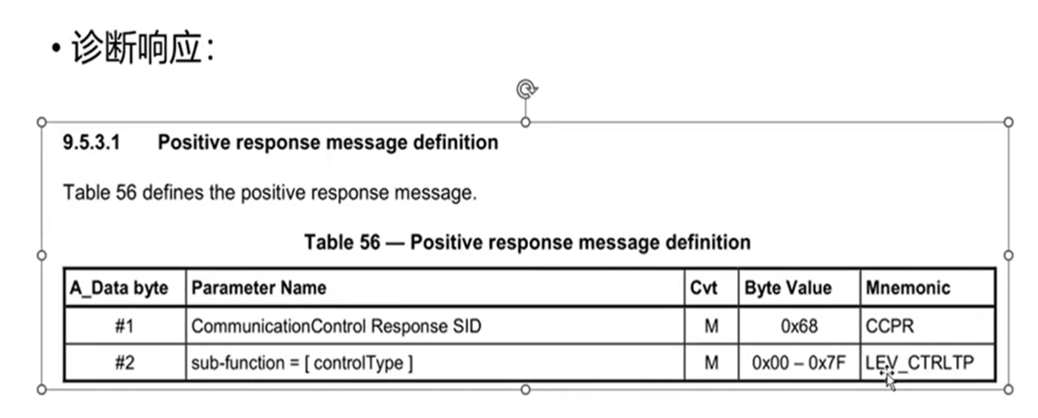 • 诊断响应：
9.5.3.1 Positive response message definition
Table 56 defines the positive response message.
Table 56 — Positive response message definition
A_Data byte Parameter Name Cvt Byte Value Mnemonic
#1 CommunicationControl Response SID M 0x68 CCPR
#2 sub-function = [ controlType ] M 0x00 – 0x7F LEV_CTRLTP